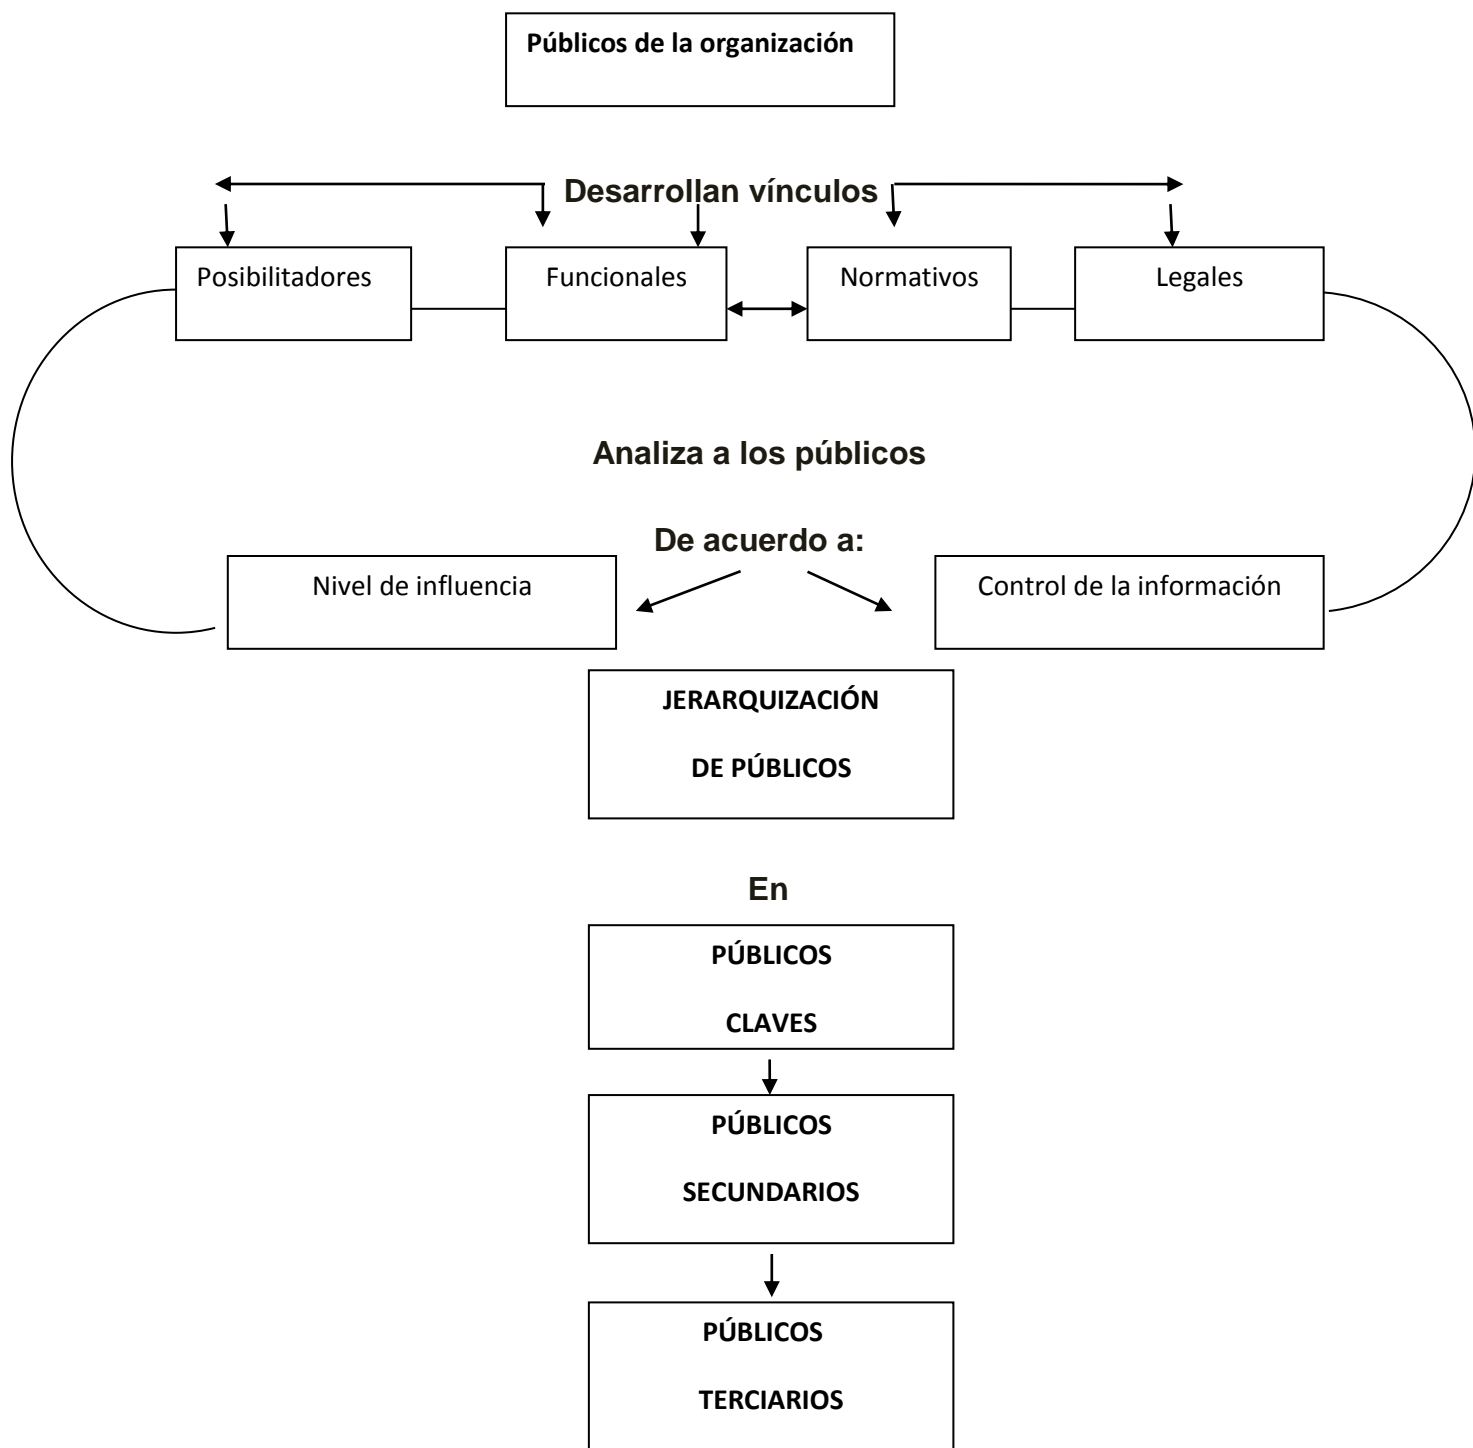 Públicos de la organización
Desarrollan vínculos
Posibilitadores
Funcionales
Normativos
Legales
Analiza a los públicos
De acuerdo a:
Nivel de influencia
Control de la información
JERARQUIZACIÓN
DE PÚBLICOS
En
PÚBLICOS
CLAVES
PÚBLICOS
SECUNDARIOS
PÚBLICOS
TERCIARIOS